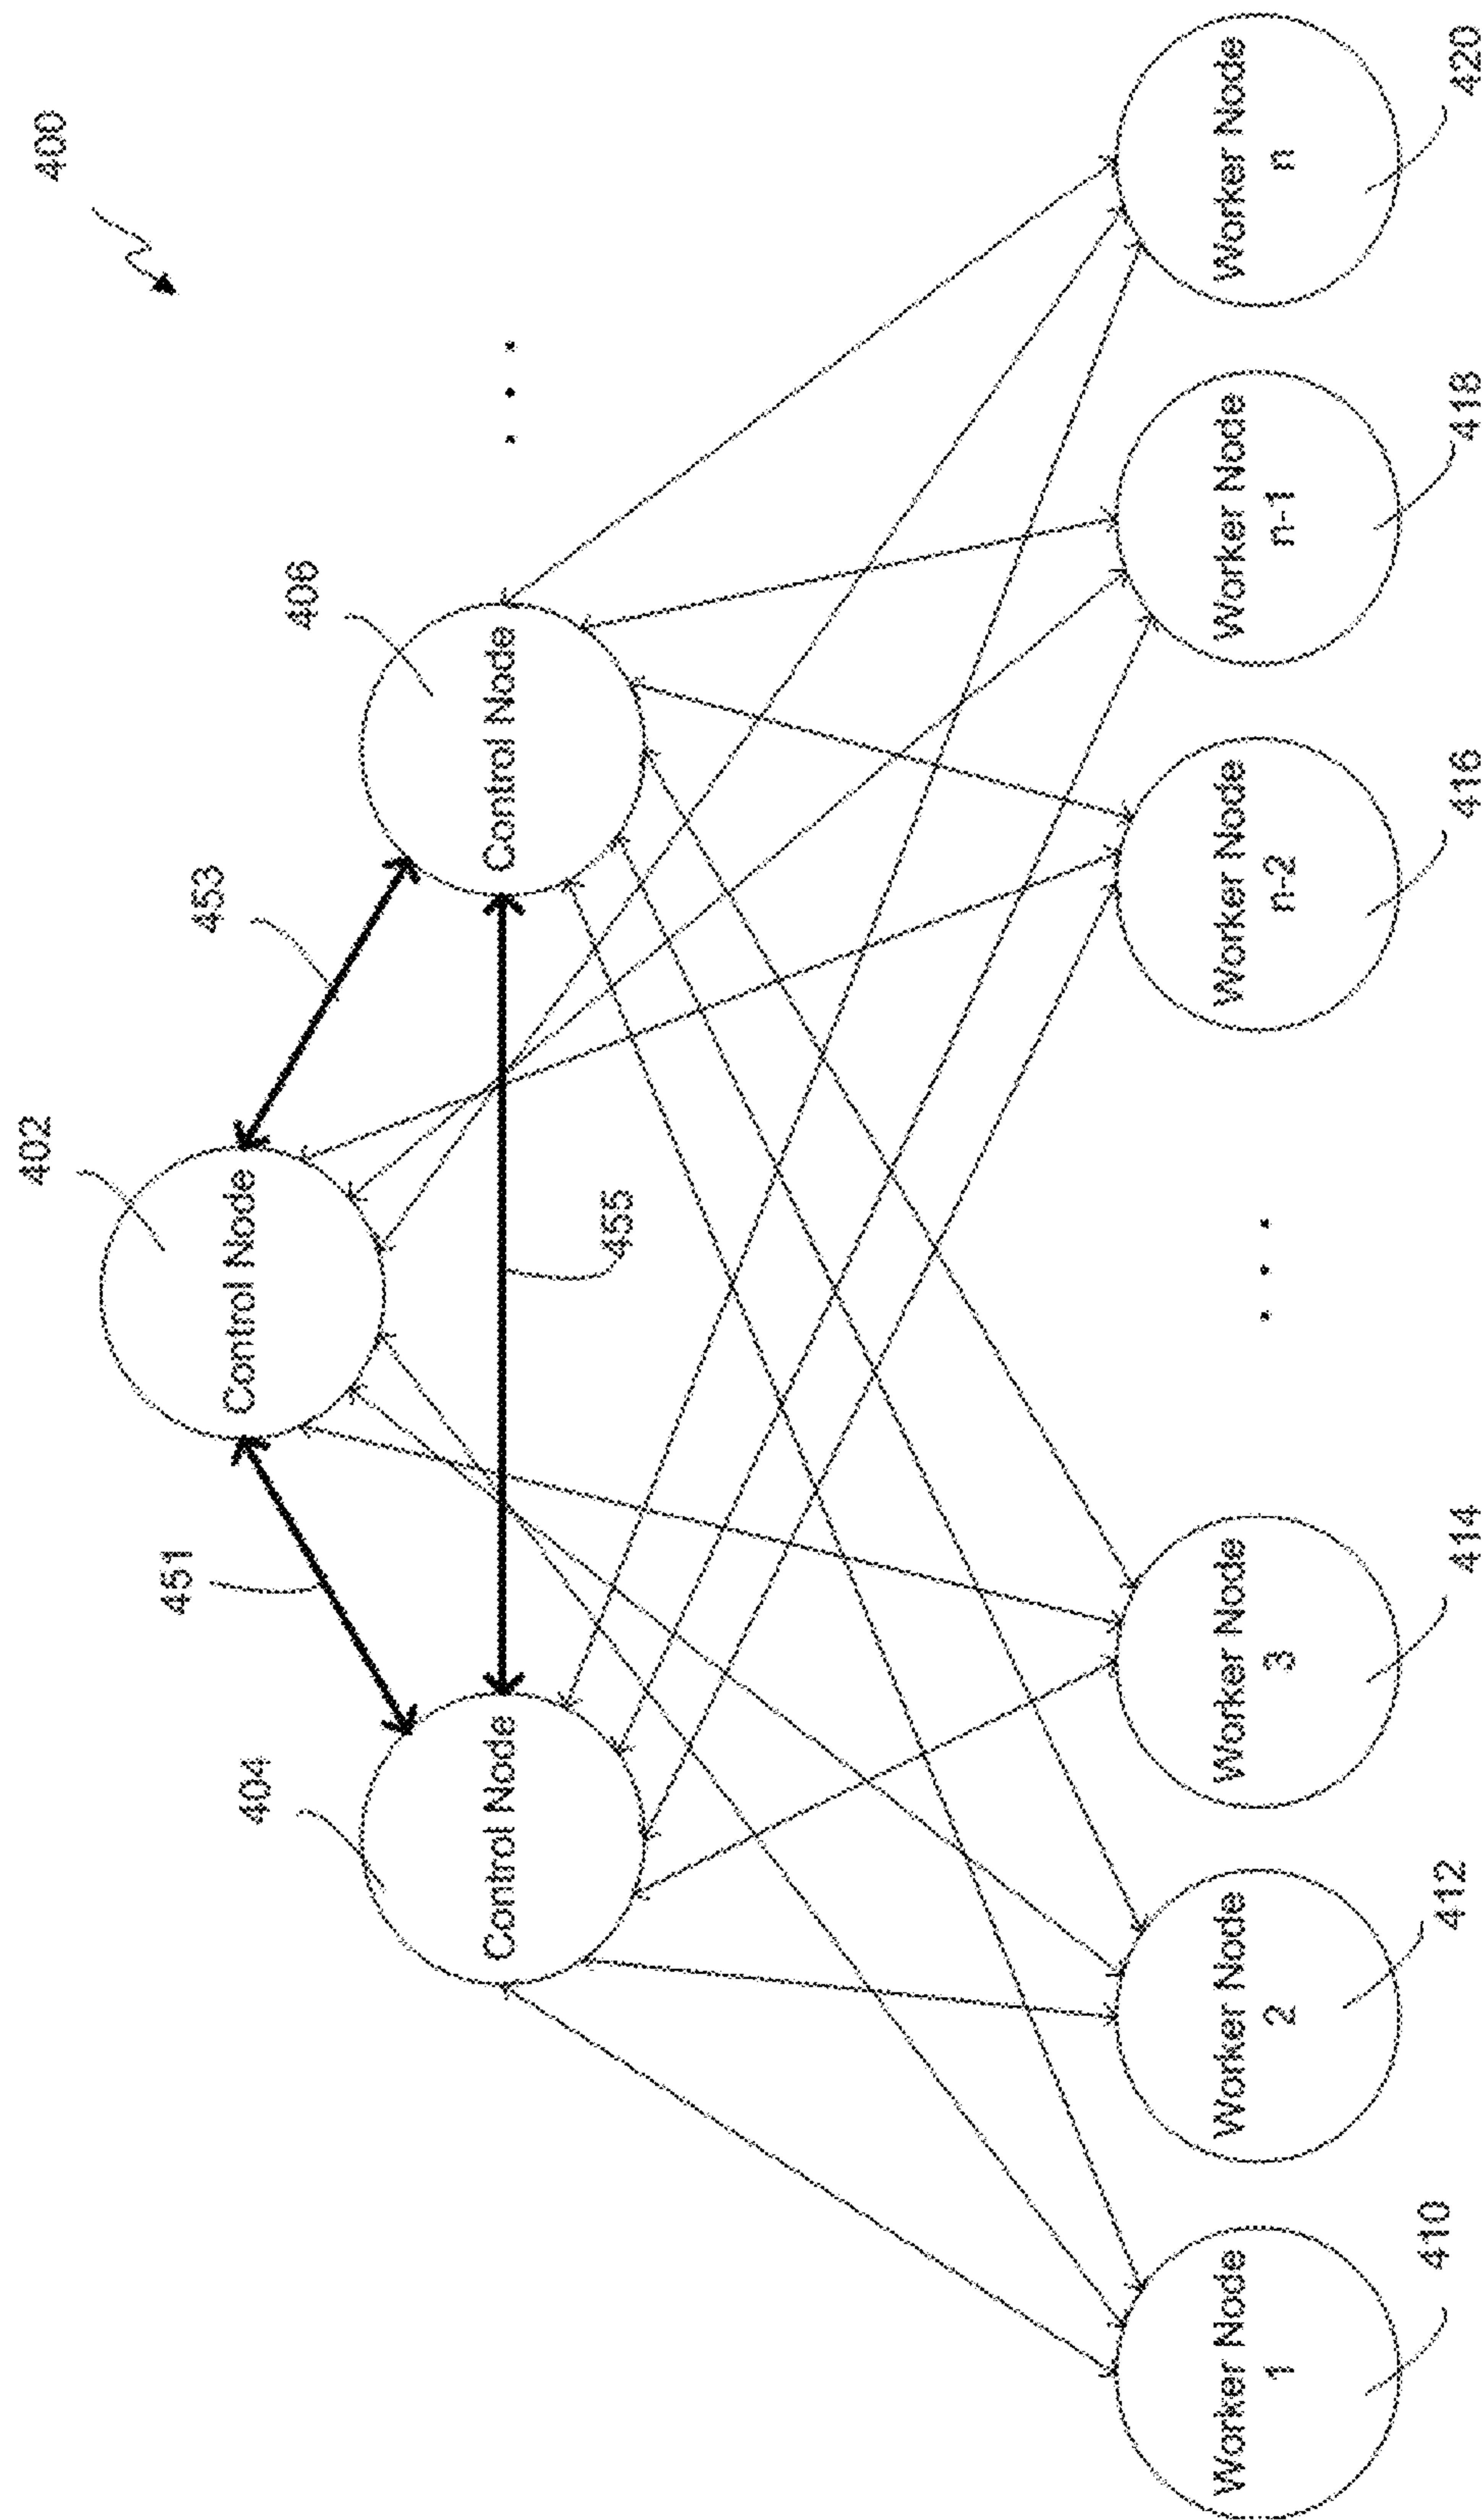 400
402
Control Node
451
453
404
406
Control Node
Control Node
455
. . .
Worker Node
1
Worker Node
2
Worker Node
3
. . .
Worker Node
n-2
Worker Node
n-1
Worker Node
n
410
412
414
416
418
420